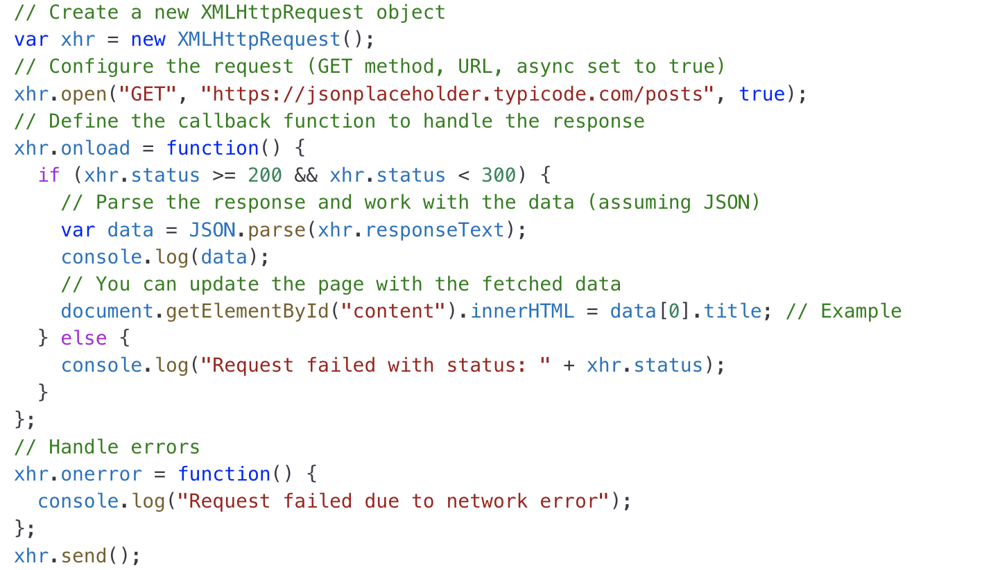 // Create a new XMLHttpRequest object
var xhr = new XMLHttpRequest();
// Configure the request (GET method, URL, async set to true)
xhr.open("GET", "https://jsonplaceholder.typicode.com/posts", true);
// Define the callback function to handle the response
xhr.onload = function() {
  if (xhr.status >= 200 && xhr.status < 300) {
    // Parse the response and work with the data (assuming JSON)
    var data = JSON.parse(xhr.responseText);
    console.log(data);
    // You can update the page with the fetched data
    document.getElementById("content").innerHTML = data[0].title; // Example
  } else {
    console.log("Request failed with status: " + xhr.status);
  }
};
// Handle errors
xhr.onerror = function() {
  console.log("Request failed due to network error");
};
xhr.send();